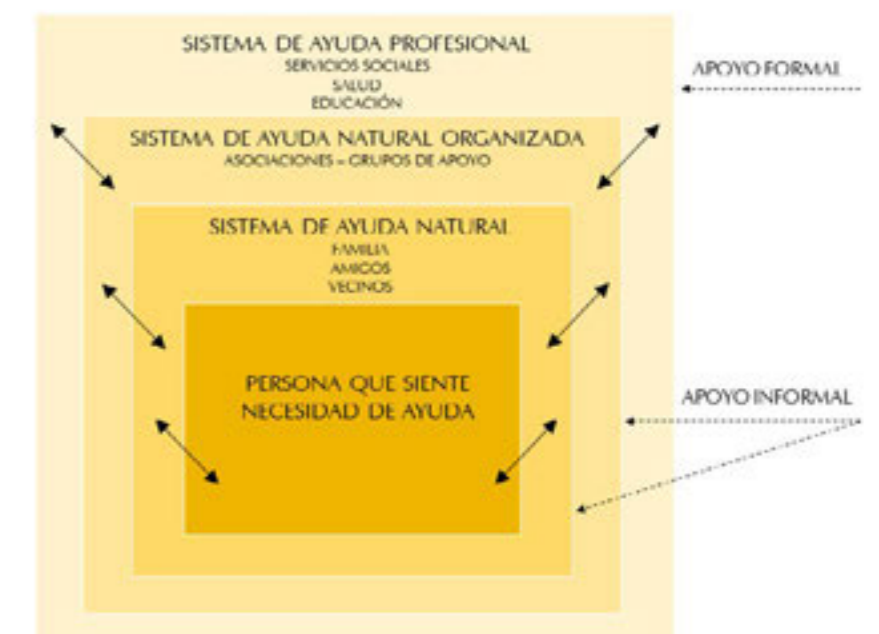 SISTEMA DE AYUDA PROFESIONAL
SERVICIOS SOCIALES
SALUD
EDUCACIÓN
APOYO FORMAL
SISTEMA DE AYUDA NATURAL ORGANIZADA
ASOCIACIONES – GRUPOS DE APOYO
SISTEMA DE AYUDA NATURAL
FAMILIA
AMIGOS
VECINOS
PERSONA QUE SIENTE
NECESIDAD DE AYUDA
APOYO INFORMAL